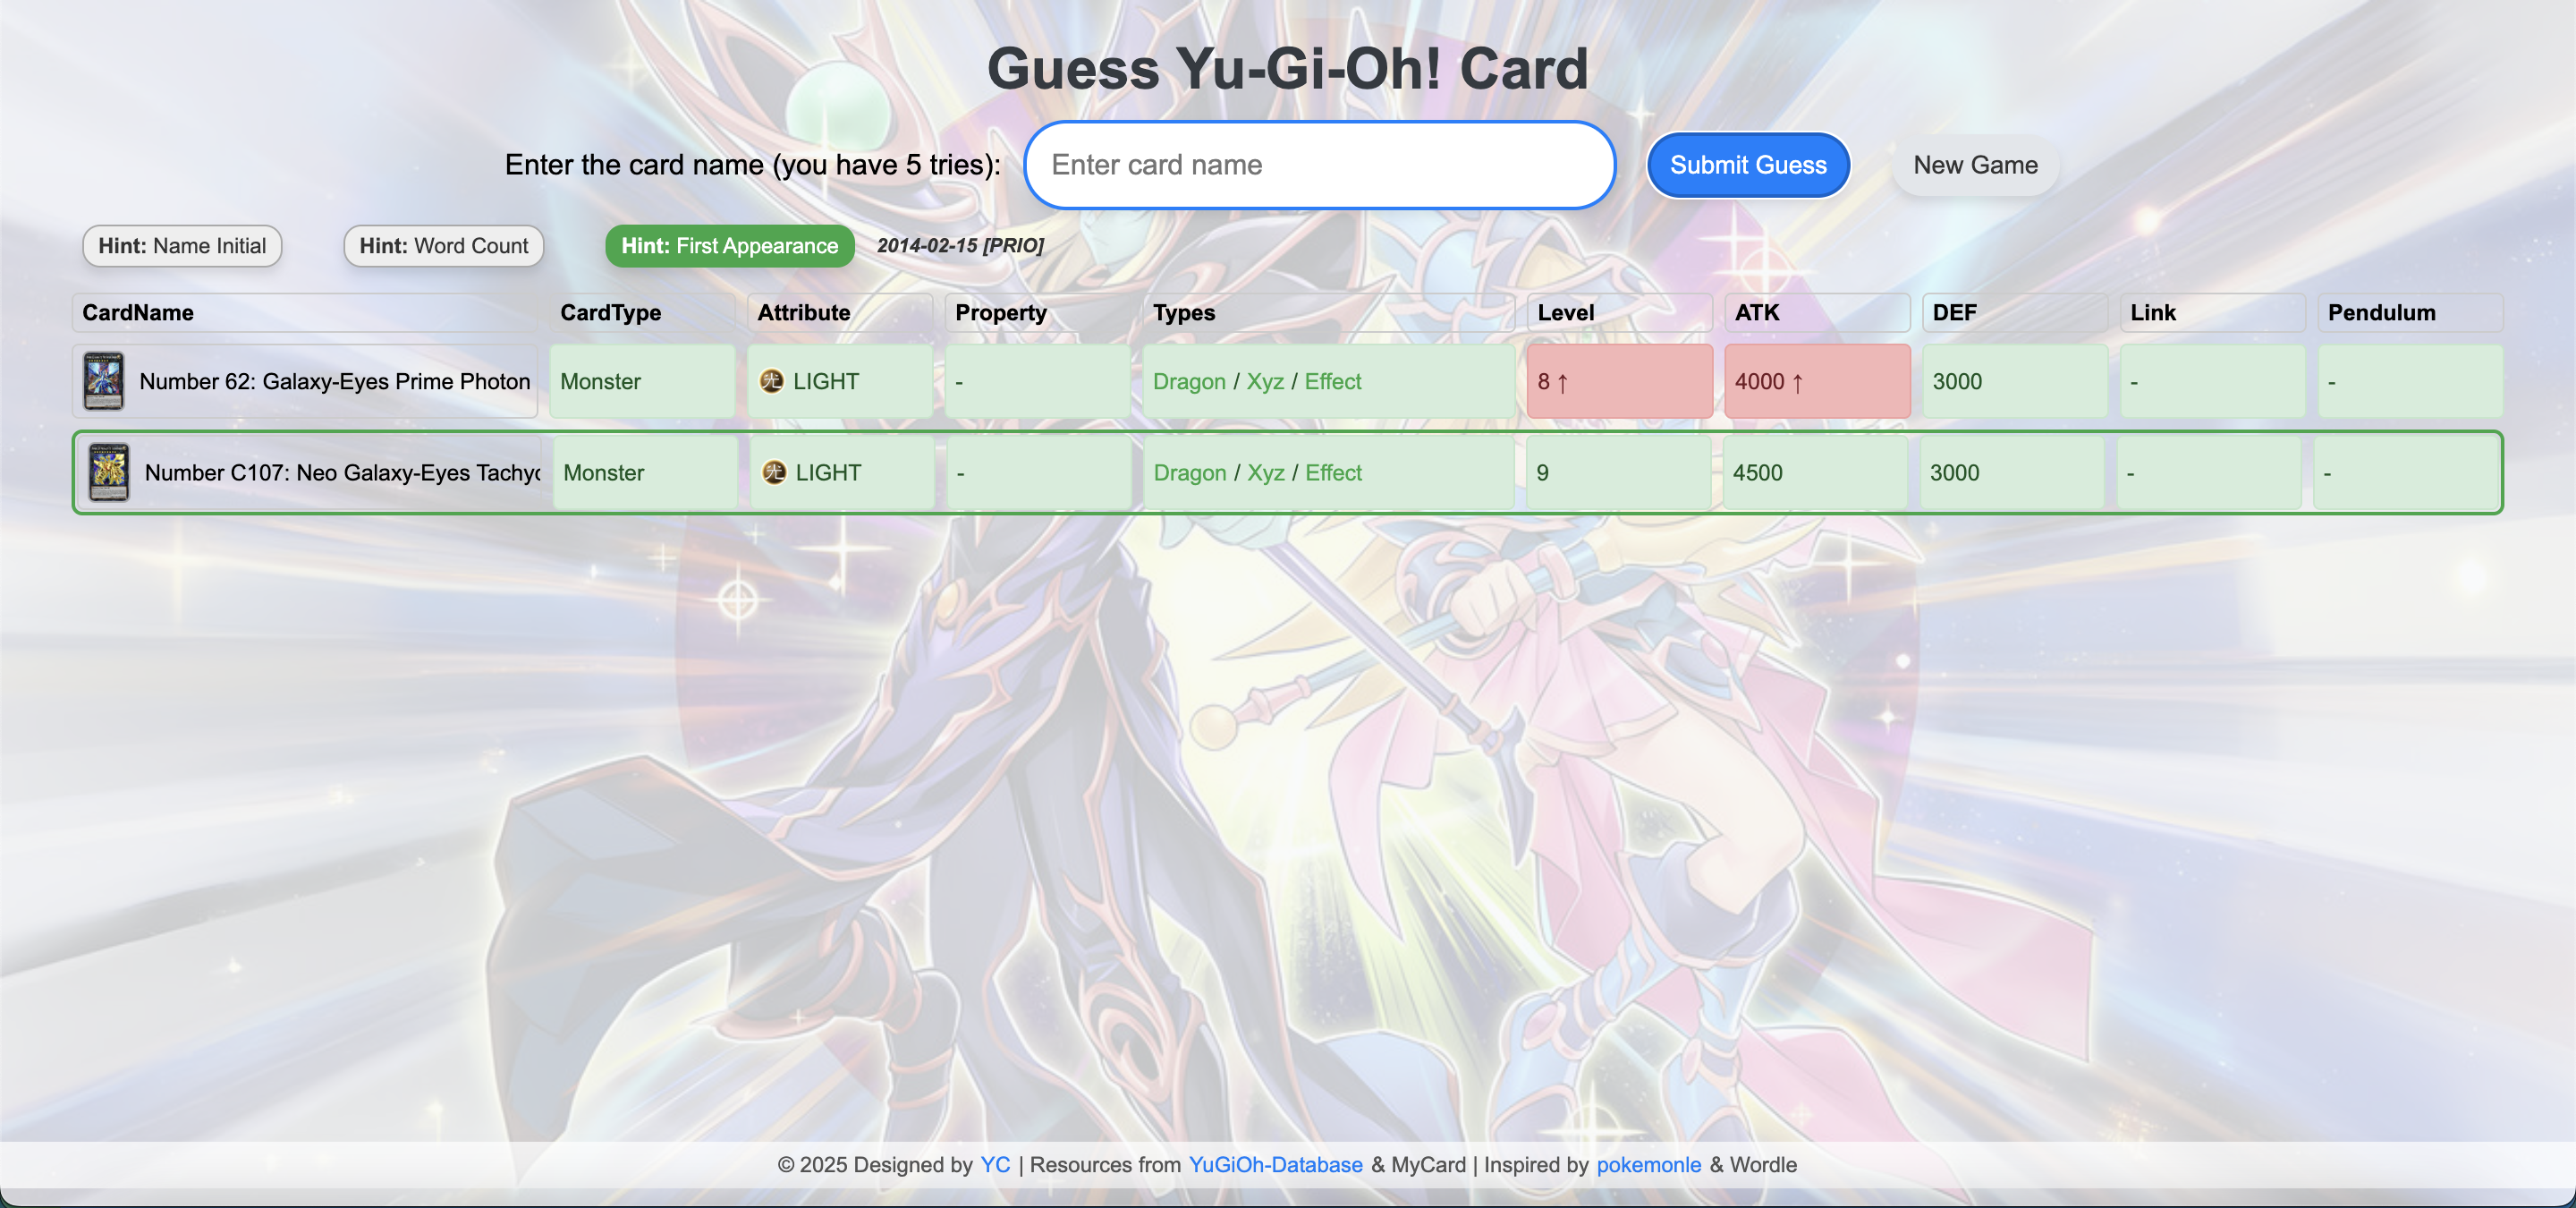 Guess Yu-Gi-Oh! Card
Enter the card name (you have 5 tries): Enter card name Submit Guess New Game
Hint: Name Initial Hint: Word Count Hint: First Appearance 2014-02-15 [PRIO]
CardName CardType Attribute Property Types Level ATK DEF Link Pendulum
Number 62: Galaxy-Eyes Prime Photon Monster 光 LIGHT - Dragon / Xyz / Effect 8 ↑ 4000 ↑ 3000 - -
Number C107: Neo Galaxy-Eyes Tachyo Monster 光 LIGHT - Dragon / Xyz / Effect 9 4500 3000 - -
© 2025 Designed by YC | Resources from YuGiOh-Database & MyCard | Inspired by pokemonle & Wordle